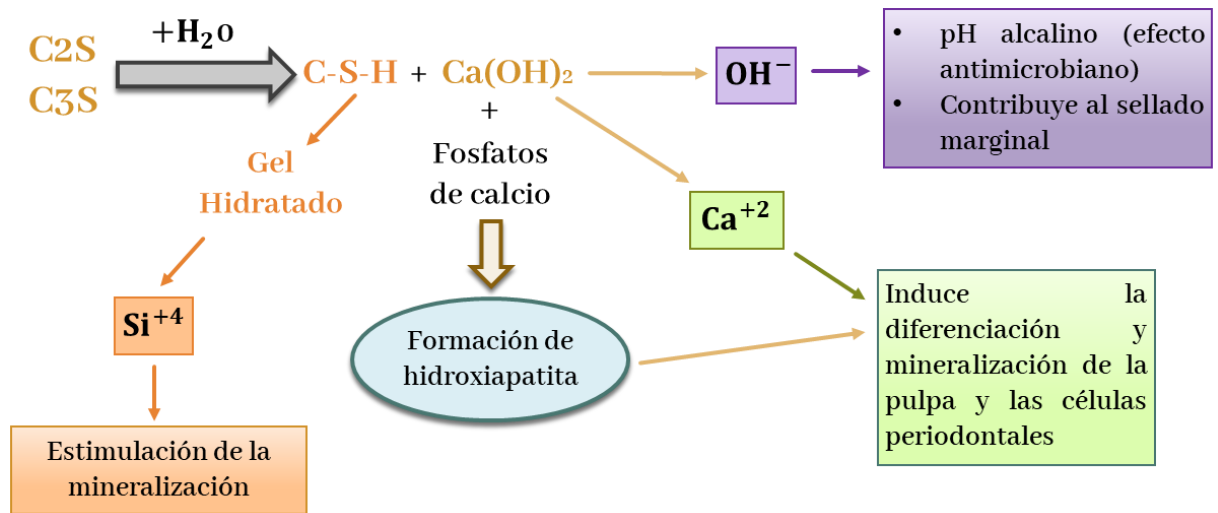 C2S
C3S
+H₂O
C-S-H + Ca(OH)₂
+
Fosfatos
de calcio
OH⁻
• pH alcalino (efecto
antimicrobiano)
• Contribuye al sellado
marginal
Gel
Hidratado
Ca⁺²
Si⁺⁴
Formación de
hidroxiapatita
Induce la
diferenciación y
mineralización de la
pulpa y las células
periodontales
Estimulación de la
mineralización